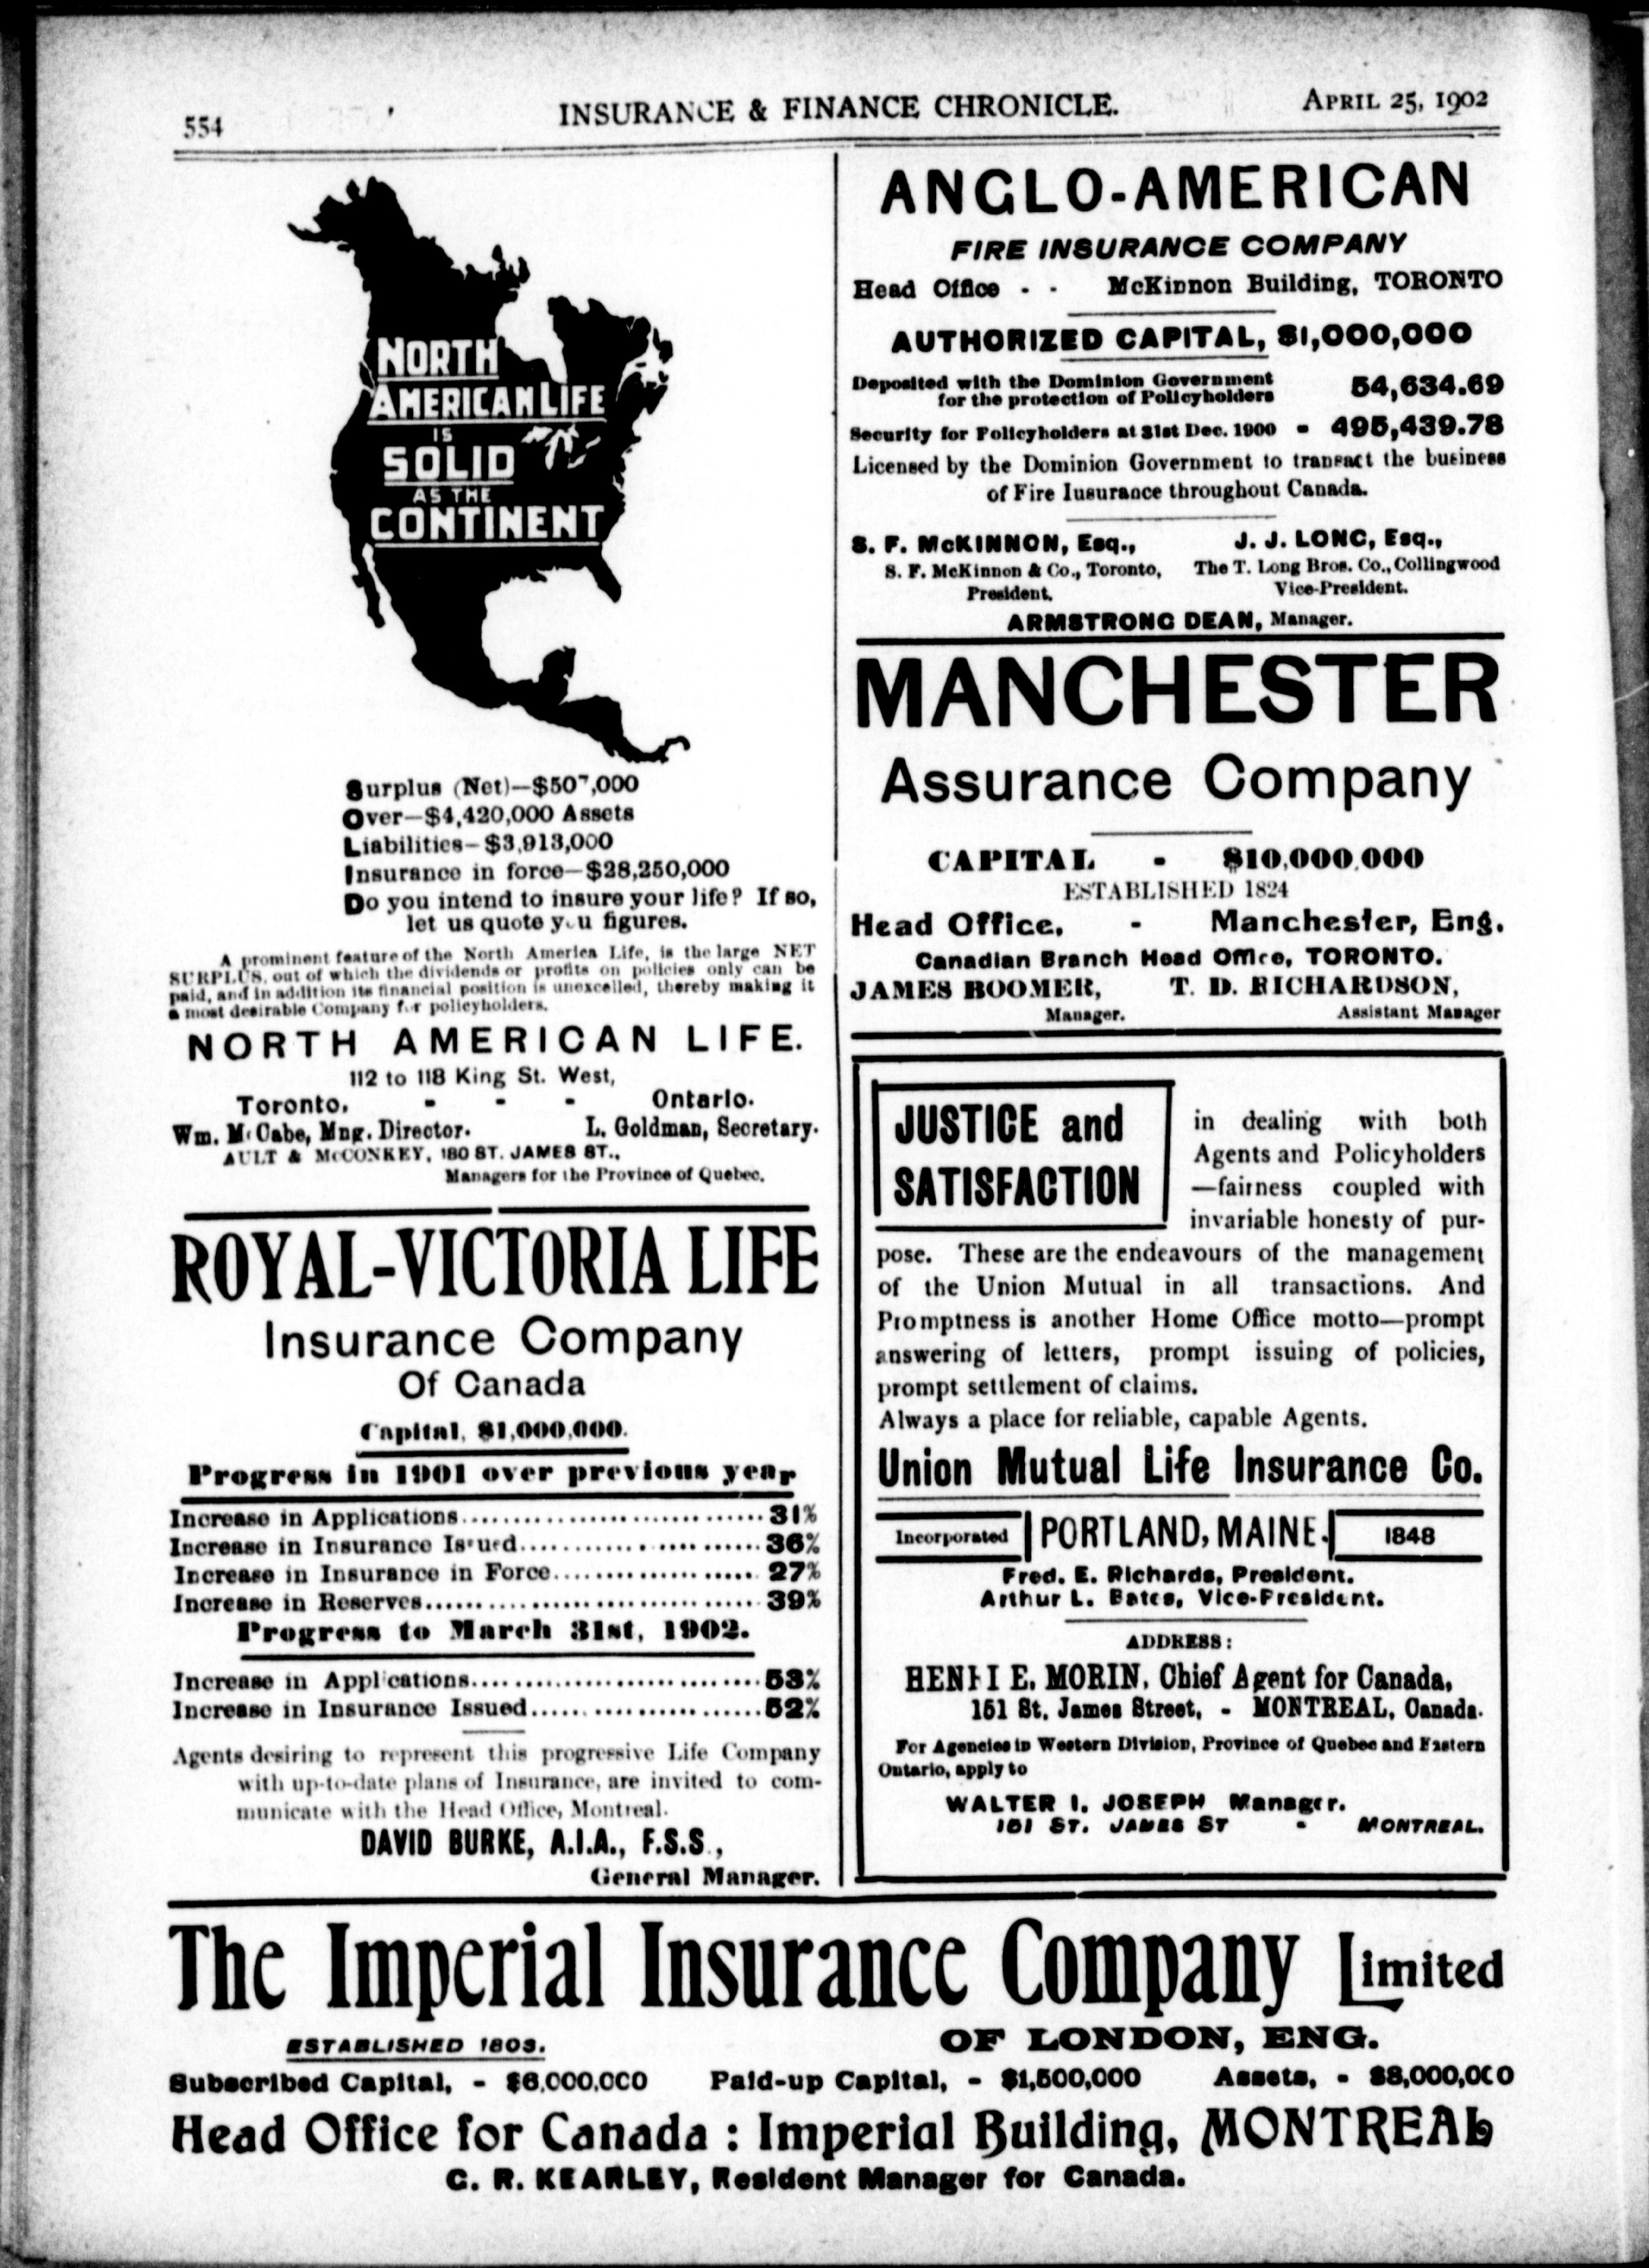 554
INSURANCE & FINANCE CHRONICLE.
APRIL 25, 1902
NORTH
AMERICAN LIFE
IS
SOLID
AS THE
CONTINENT
Surplus (Net)—$507,000
Over—$4,420,000 Assets
Liabilities—$3,913,000
Insurance in force—$28,250,000
Do you intend to insure your life? If so,
let us quote you figures.
A prominent feature of the North America Life, is the large NET
SURPLUS, out of which the dividends or profits on policies only can be
paid, and in addition its financial position is unexcelled, thereby making it
a most desirable Company for policyholders.
NORTH AMERICAN LIFE.
112 to 118 King St. West,
Toronto. - - - Ontario.
Wm. McCabe, Mng. Director. L. Goldman, Secretary.
AULT & McCONKEY, 180 ST. JAMES ST.,
Managers for the Province of Quebec.
ROYAL-VICTORIA LIFE
Insurance Company
Of Canada
Capital, $1,000,000.
Progress in 1901 over previous year
Increase in Applications............................31%
Increase in Insurance Issued.......................36%
Increase in Insurance in Force................... 27%
Increase in Reserves...............................39%
Progress to March 31st, 1902.
Increase in Applications...........................53%
Increase in Insurance Issued......................52%
Agents desiring to represent this progressive Life Company
with up-to-date plans of Insurance, are invited to com-
municate with the Head Office, Montreal.
DAVID BURKE, A.I.A., F.S.S.,
General Manager.
ANGLO-AMERICAN
FIRE INSURANCE COMPANY
Head Office - - McKinnon Building, TORONTO
AUTHORIZED CAPITAL, $1,000,000
Deposited with the Dominion Government
for the protection of Policyholders 54,634.69
Security for Policyholders at 31st Dec. 1900 - 495,439.78
Licensed by the Dominion Government to transact the business
of Fire Insurance throughout Canada.
S. F. McKINNON, Esq., J. J. LONG, Esq.,
S. F. McKinnon & Co., Toronto, The T. Long Bros. Co., Collingwood
President. Vice-President.
ARMSTRONG DEAN, Manager.
MANCHESTER
Assurance Company
CAPITAL - $10,000,000
ESTABLISHED 1824
Head Office, - Manchester, Eng.
Canadian Branch Head Office, TORONTO.
JAMES BOOMER, T. D. RICHARDSON,
Manager. Assistant Manager
JUSTICE and
SATISFACTION
in dealing with both
Agents and Policyholders
—fairness coupled with
invariable honesty of pur-
pose. These are the endeavours of the management
of the Union Mutual in all transactions. And
Promptness is another Home Office motto—prompt
answering of letters, prompt issuing of policies,
prompt settlement of claims.
Always a place for reliable, capable Agents.
Union Mutual Life Insurance Co.
Incorporated PORTLAND, MAINE. 1848
Fred. E. Richards, President.
Arthur L. Bates, Vice-President.
ADDRESS:
HENRI E. MORIN, Chief Agent for Canada,
151 St. James Street, - MONTREAL, Canada.
For Agencies in Western Division, Province of Quebec and Eastern
Ontario, apply to
WALTER I. JOSEPH Manager.
151 ST. JAMES ST - MONTREAL.
The Imperial Insurance Company Limited
ESTABLISHED 1803. OF LONDON, ENG.
Subscribed Capital, - $6,000,000 Paid-up Capital, - $1,500,000 Assets, - $8,000,000
Head Office for Canada : Imperial Building, MONTREAL
C. R. KEARLEY, Resident Manager for Canada.